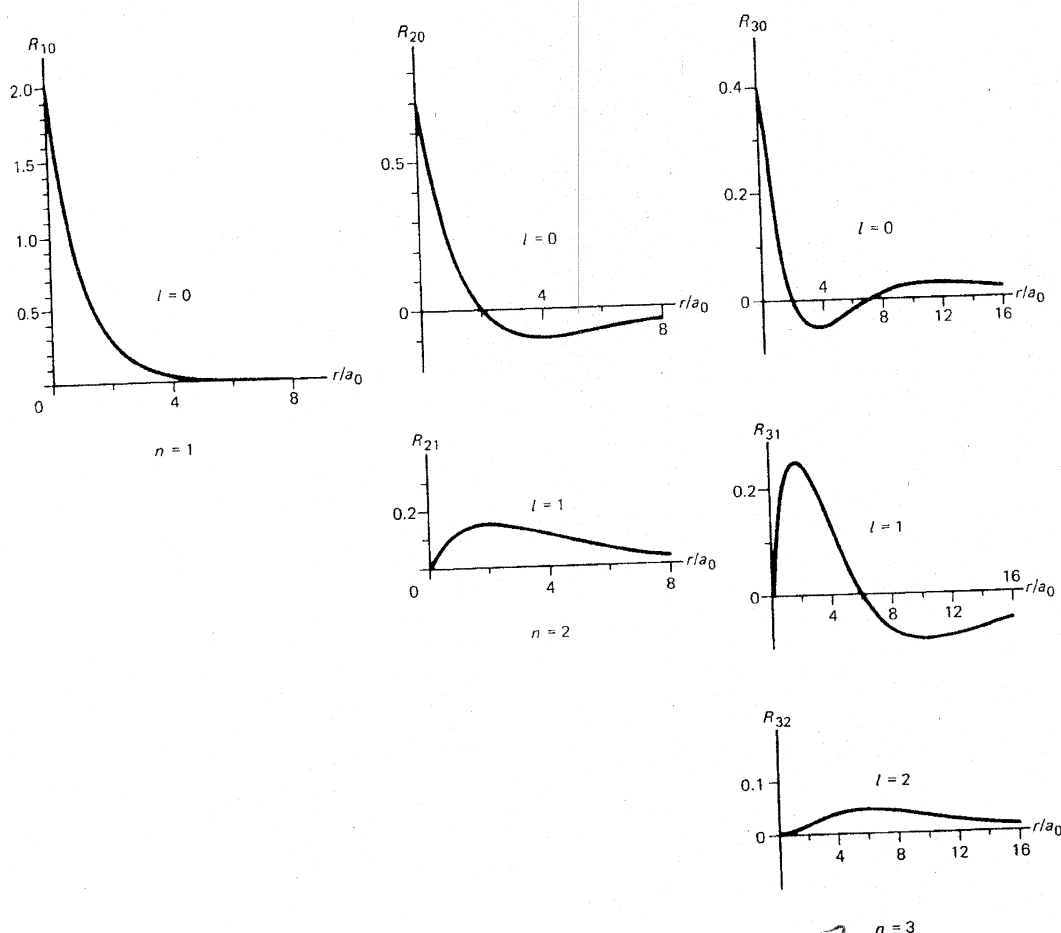 R10
2.0
1.5
1.0
0.5
0
l = 0
4
8
r/a0
n = 1
R20
0.5
0
l = 0
4
8
r/a0
R21
0.2
0
l = 1
4
8
r/a0
n = 2
R30
0.4
0.2
0
l = 0
4
8
12
16
r/a0
R31
0.2
0
l = 1
4
8
12
16
r/a0
R32
0.1
0
l = 2
4
8
12
16
r/a0
n = 3